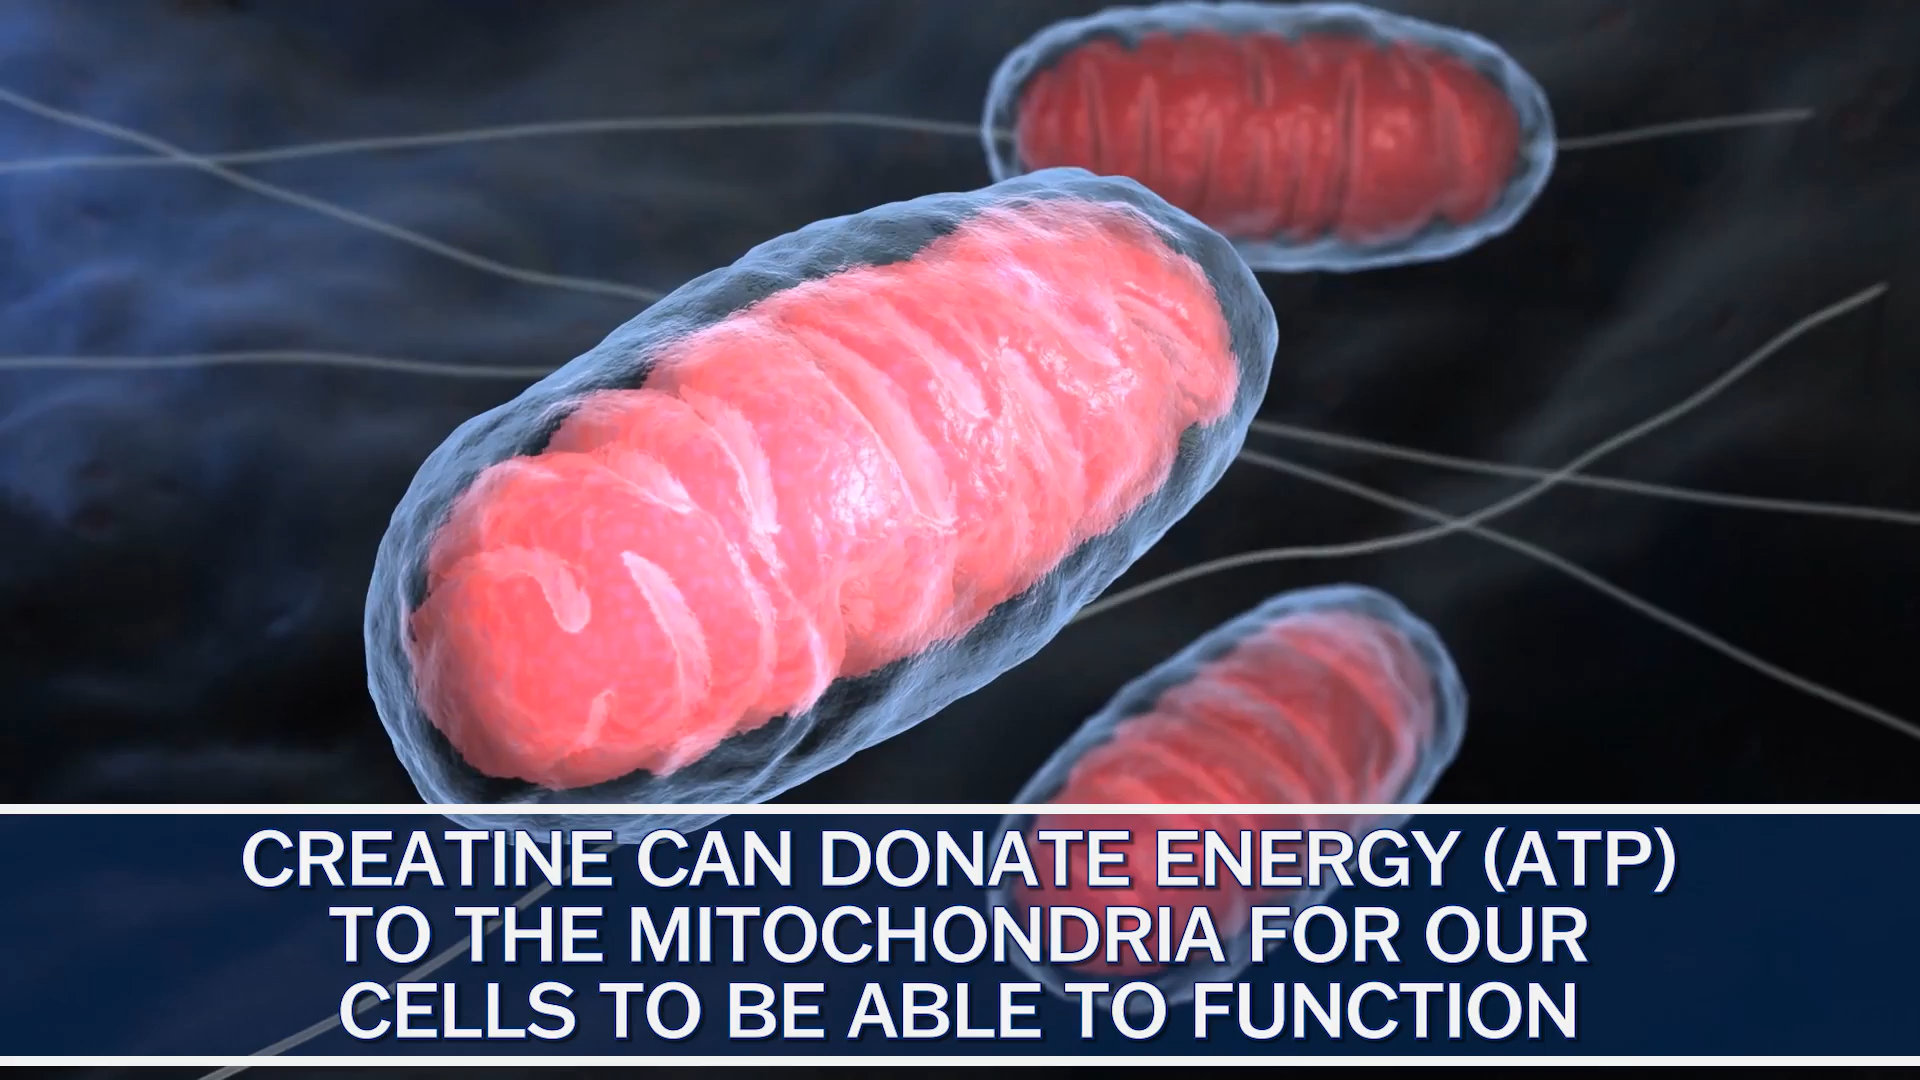 CREATINE CAN DONATE ENERGY (ATP)
TO THE MITOCHONDRIA FOR OUR
CELLS TO BE ABLE TO FUNCTION